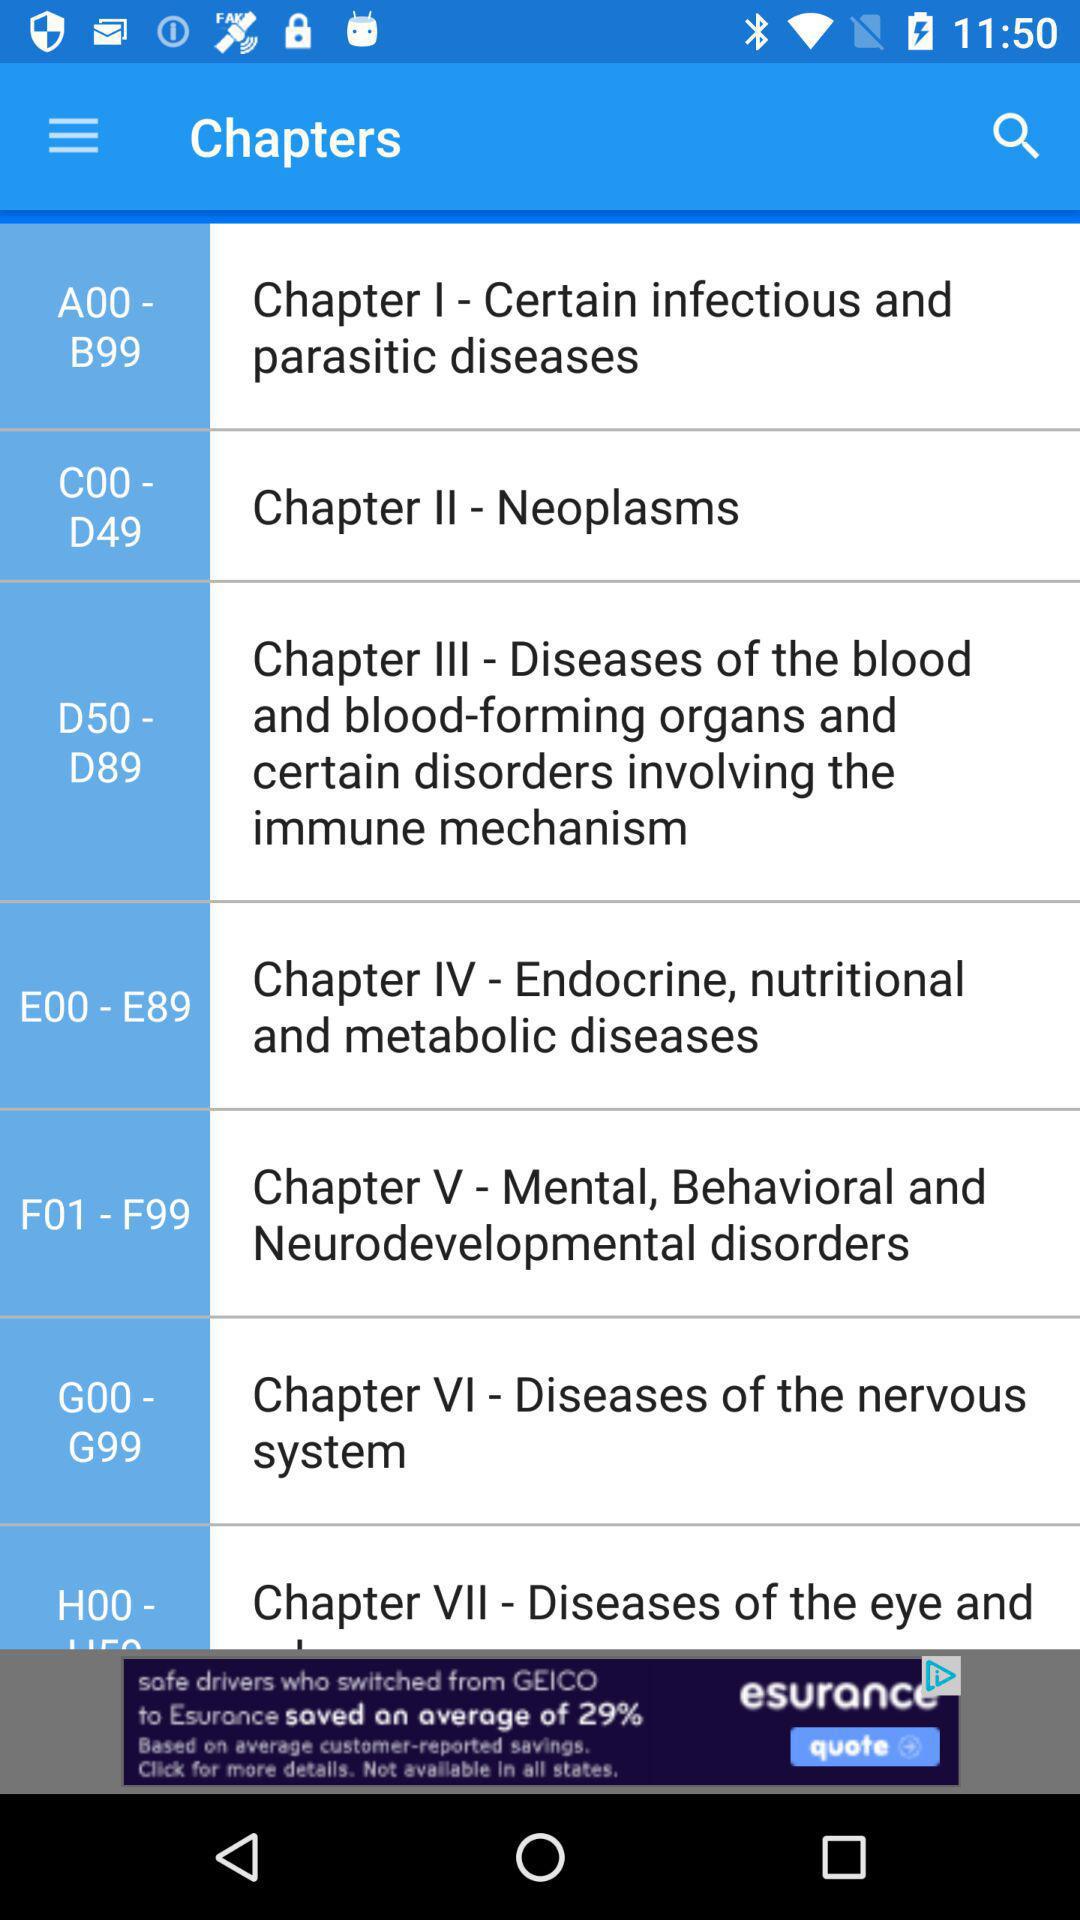 FAKE
11:50
Chapters
A00 -
B99
Chapter I - Certain infectious and
parasitic diseases
C00 -
D49
Chapter II - Neoplasms
D50 -
D89
Chapter III - Diseases of the blood
and blood-forming organs and
certain disorders involving the
immune mechanism
E00 - E89
Chapter IV - Endocrine, nutritional
and metabolic diseases
F01 - F99
Chapter V - Mental, Behavioral and
Neurodevelopmental disorders
G00 -
G99
Chapter VI - Diseases of the nervous
system
H00 -
Chapter VII - Diseases of the eye and
safe drivers who switched from GEICO
to Esurance saved an average of 29%
Based on average customer-reported savings.
Click for more details. Not available in all states.
esurance
quote